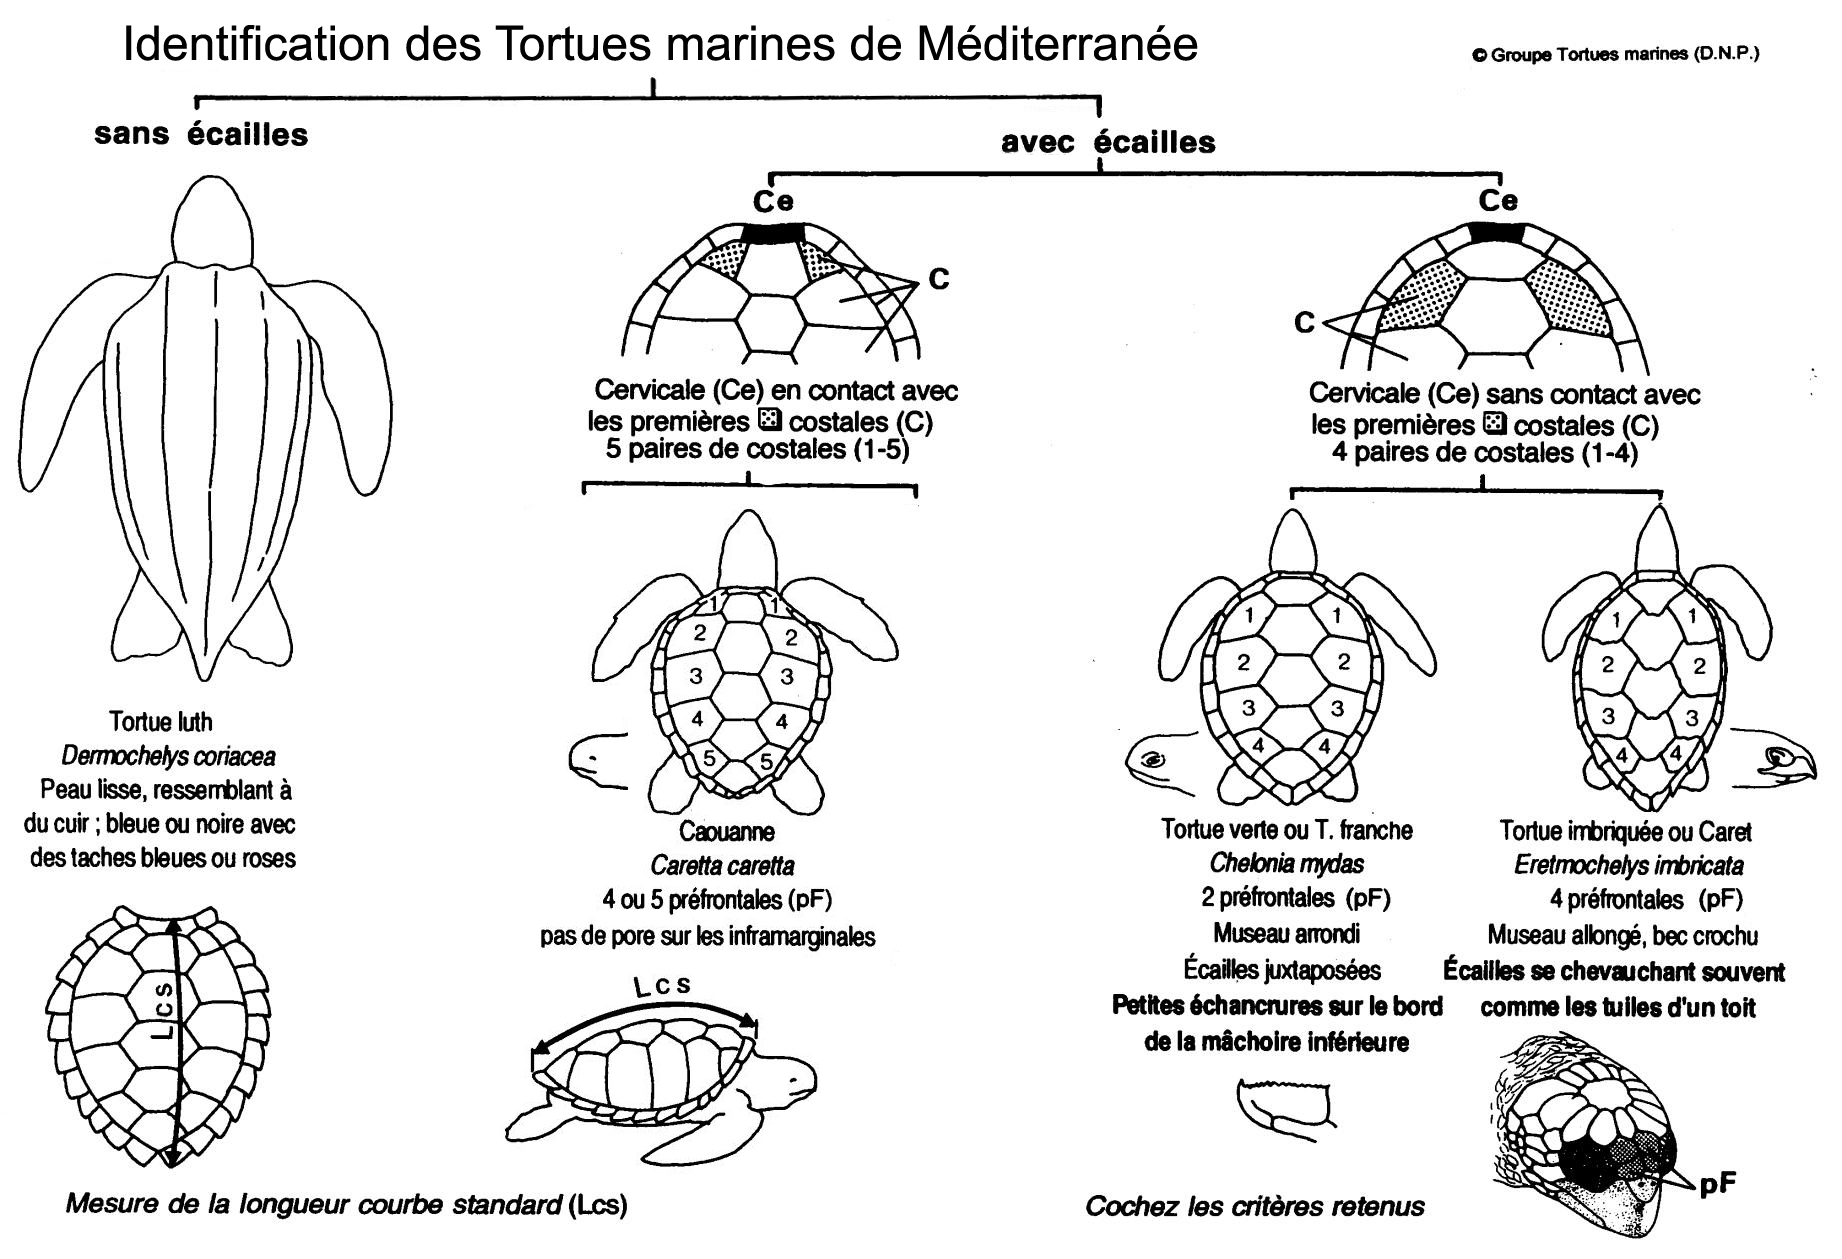 Identification des Tortues marines de Méditerranée
© Groupe Tortues marines (D.N.P.)
sans écailles
avec écailles
Ce
C
Cervicale (Ce) en contact avec
les premières costales (C)
5 paires de costales (1-5)
Ce
C
Cervicale (Ce) sans contact avec
les premières costales (C)
4 paires de costales (1-4)
Tortue luth
Dermochelys coriacea
Peau lisse, ressemblant à
du cuir ; bleue ou noire avec
des taches bleues ou roses
1 1
2 2
3 3
4 4
5 5
Caouanne
Caretta caretta
4 ou 5 préfrontales (pF)
pas de pore sur les inframarginales
1 1
2 2
3 3
4 4
Tortue verte ou T. franche
Chelonia mydas
2 préfrontales (pF)
Museau arrondi
Écailles juxtaposées
Petites échancrures sur le bord
de la mâchoire inférieure
1 1
2 2
3 3
4 4
Tortue imbriquée ou Caret
Eretmochelys imbricata
4 préfrontales (pF)
Museau allongé, bec crochu
Écailles se chevauchant souvent
comme les tuiles d'un toit
Lcs
Lcs
pF
Mesure de la longueur courbe standard (Lcs)
Cochez les critères retenus